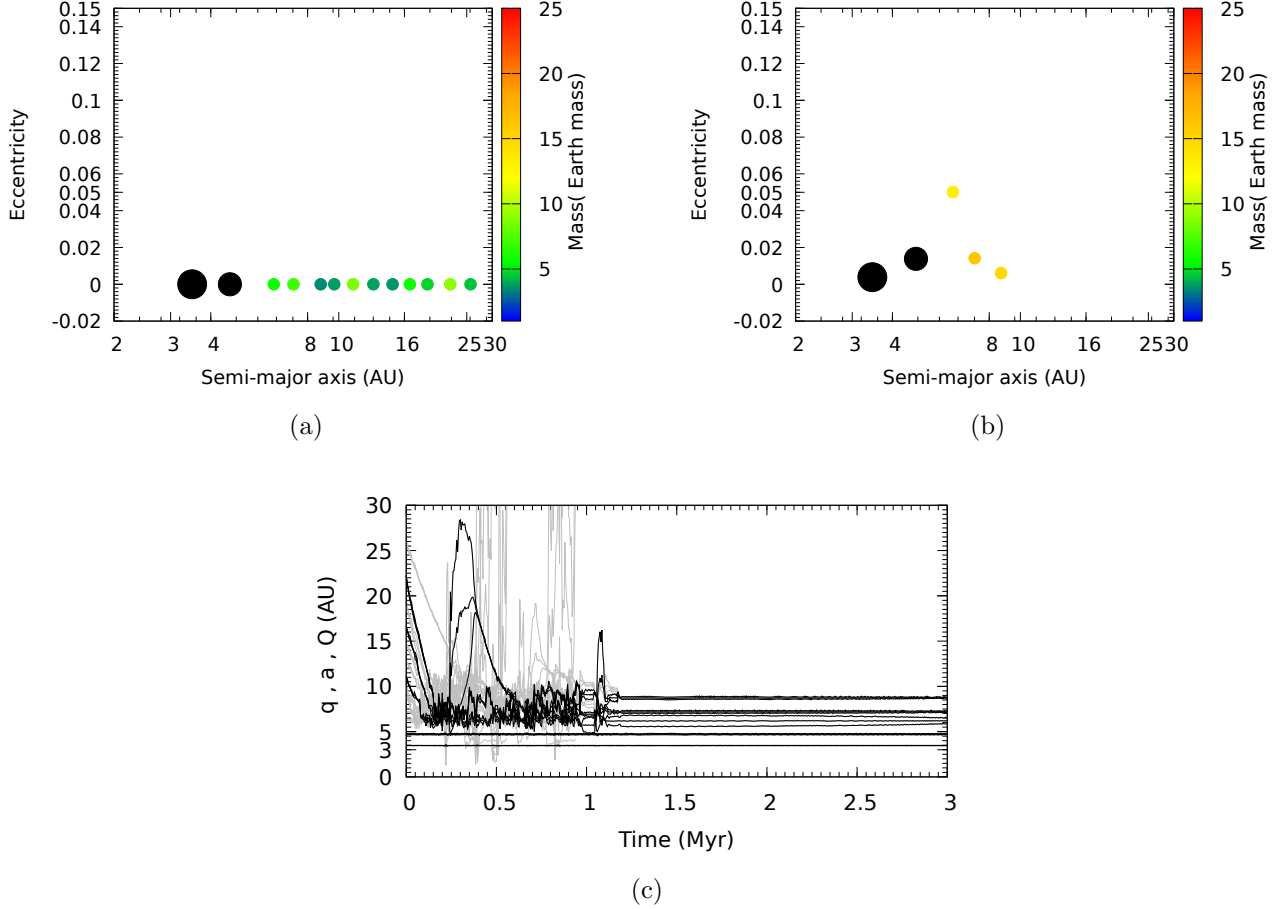 0.15
0.14
0.12
0.1
0.08
0.06
0.05
0.04
0.02
0
-0.02
2 3 4 8 10 16 25 30
Semi-major axis (AU)
Eccentricity
25
20
15
10
5
Mass( Earth mass)
(a)
0.15
0.14
0.12
0.1
0.08
0.06
0.05
0.04
0.02
0
-0.02
2 3 4 8 10 16 25 30
Semi-major axis (AU)
Eccentricity
25
20
15
10
5
Mass( Earth mass)
(b)
30
25
20
15
10
5
3
0
q , a , Q (AU)
0 0.5 1 1.5 2 2.5 3
Time (Myr)
(c)